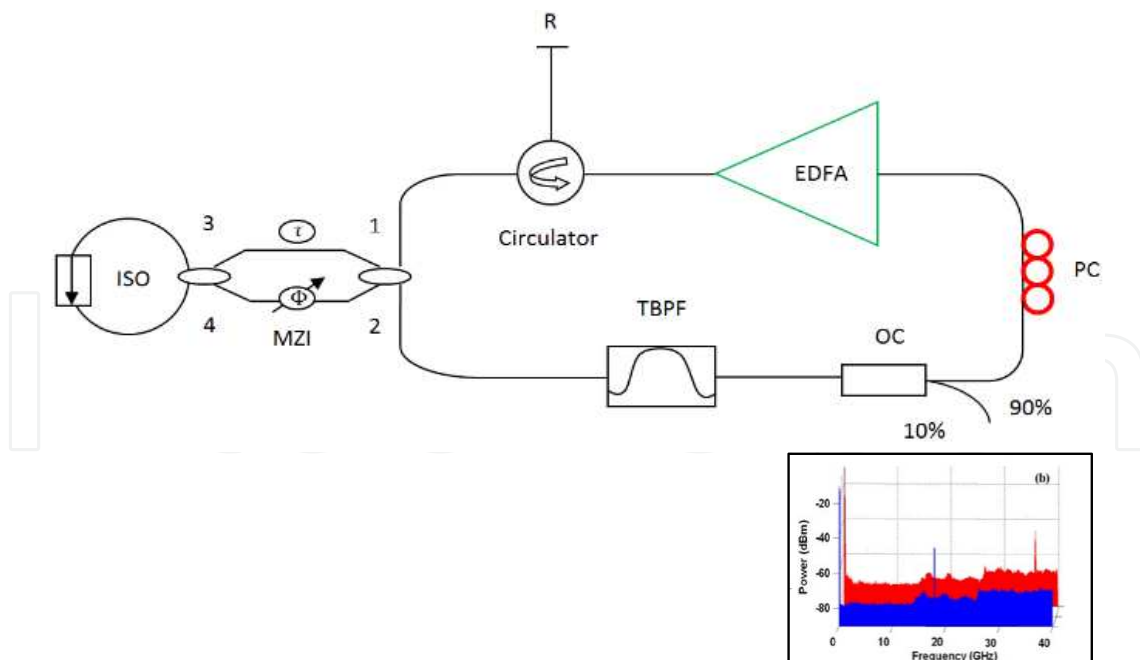 R
EDFA
Circulator
3
τ
1
ISO
PC
Φ
4
MZI
2
TBPF
OC
90%
10%
(b)
Power (dBm)
-20
-40
-60
-80
0 10 20 30 40
Frequency (GHz)